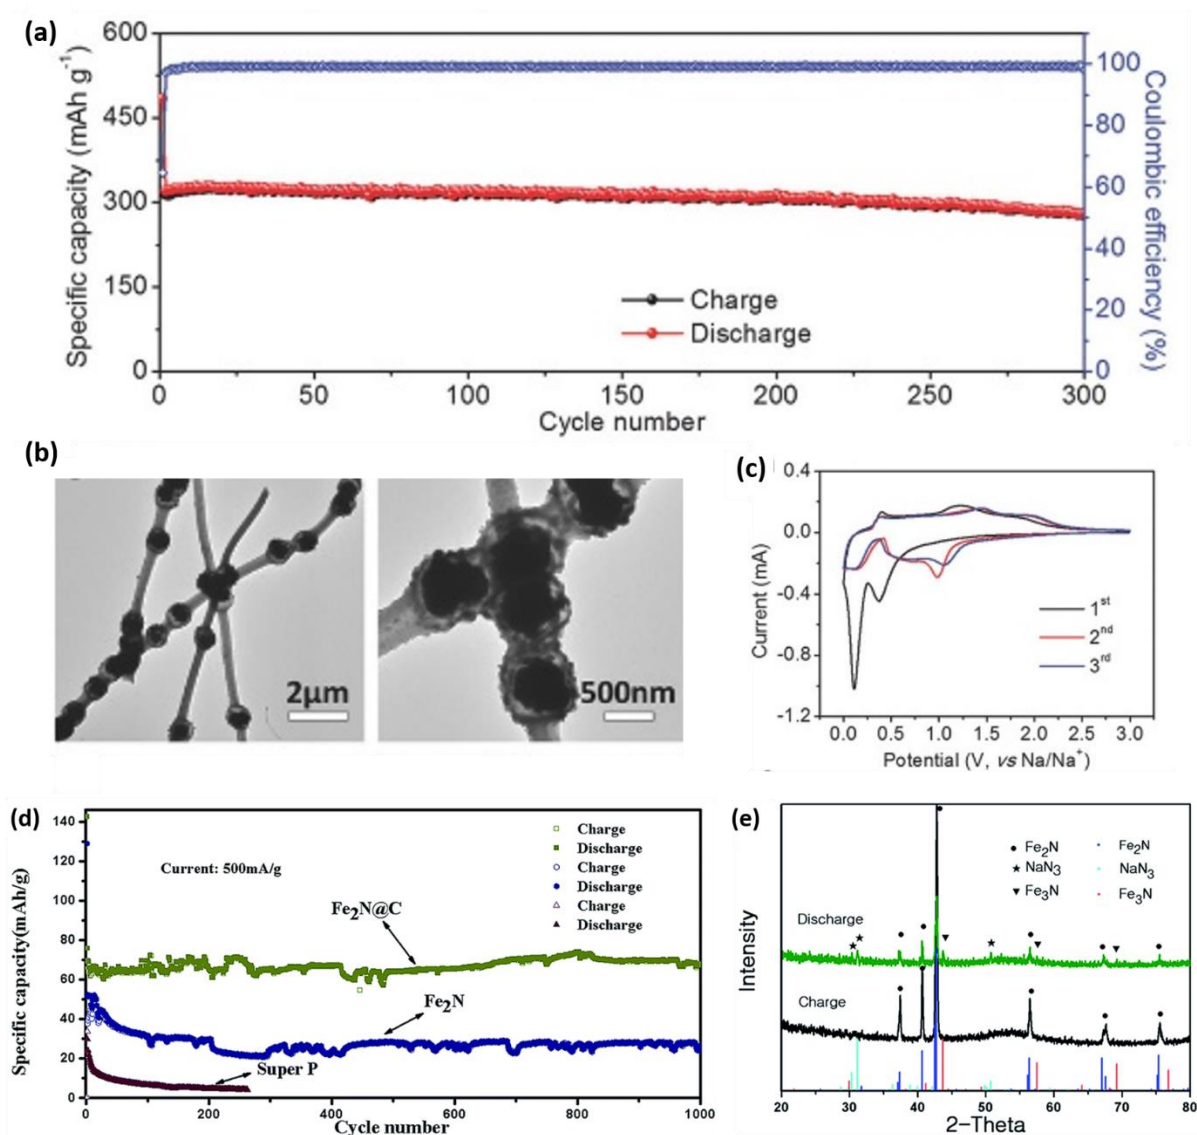 (a)
600
450
300
150
0
Specific capacity (mAh g⁻¹)
100
80
60
40
20
0
Coulombic efficiency (%)
Charge
Discharge
0 50 100 150 200 250 300
Cycle number
(b)
2μm
500nm
(c)
0.4
0.0
-0.4
-0.8
-1.2
Current (mA)
1st
2nd
3rd
0.0 0.5 1.0 1.5 2.0 2.5 3.0
Potential (V, vs Na/Na⁺)
(d)
140
120
100
80
60
40
20
0
Specific capacity(mAh/g)
Current: 500mA/g
Charge
Discharge
Charge
Discharge
Charge
Discharge
Fe₂N@C
Fe₂N
Super P
0 200 400 600 800 1000
Cycle number
(e)
Intensity
Fe₂N Fe₂N
NaN₃ NaN₃
Fe₃N Fe₃N
Discharge
Charge
20 30 40 50 60 70 80
2-Theta